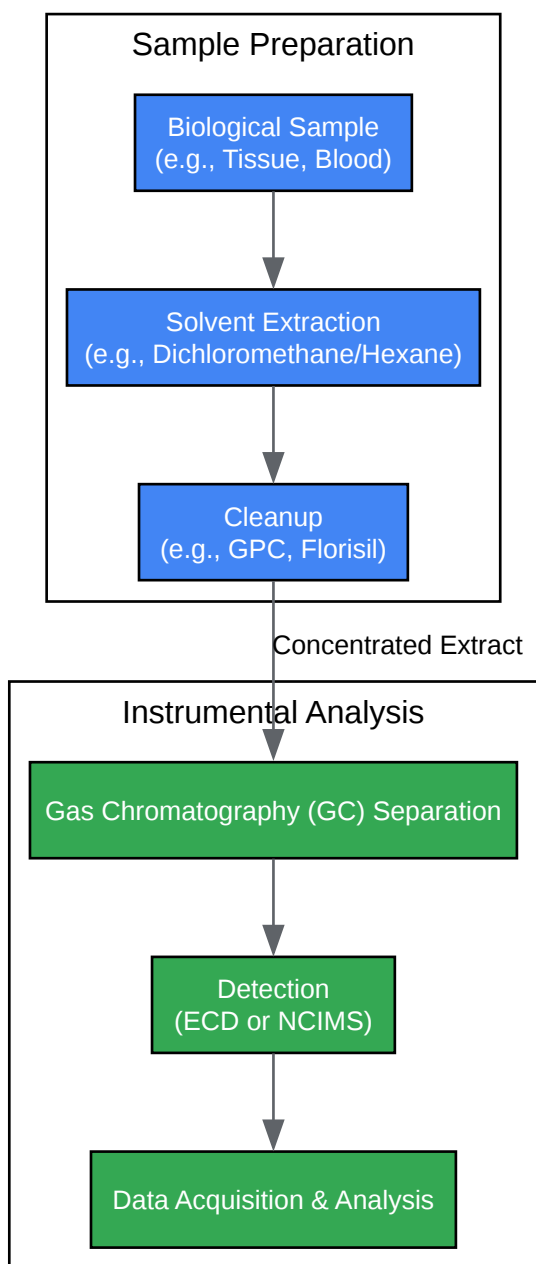 Sample Preparation
Biological Sample
(e.g., Tissue, Blood)
Solvent Extraction
(e.g., Dichloromethane/Hexane)
Cleanup
(e.g., GPC, Florisil)
Concentrated Extract
Instrumental Analysis
Gas Chromatography (GC) Separation
Detection
(ECD or NCIMS)
Data Acquisition & Analysis